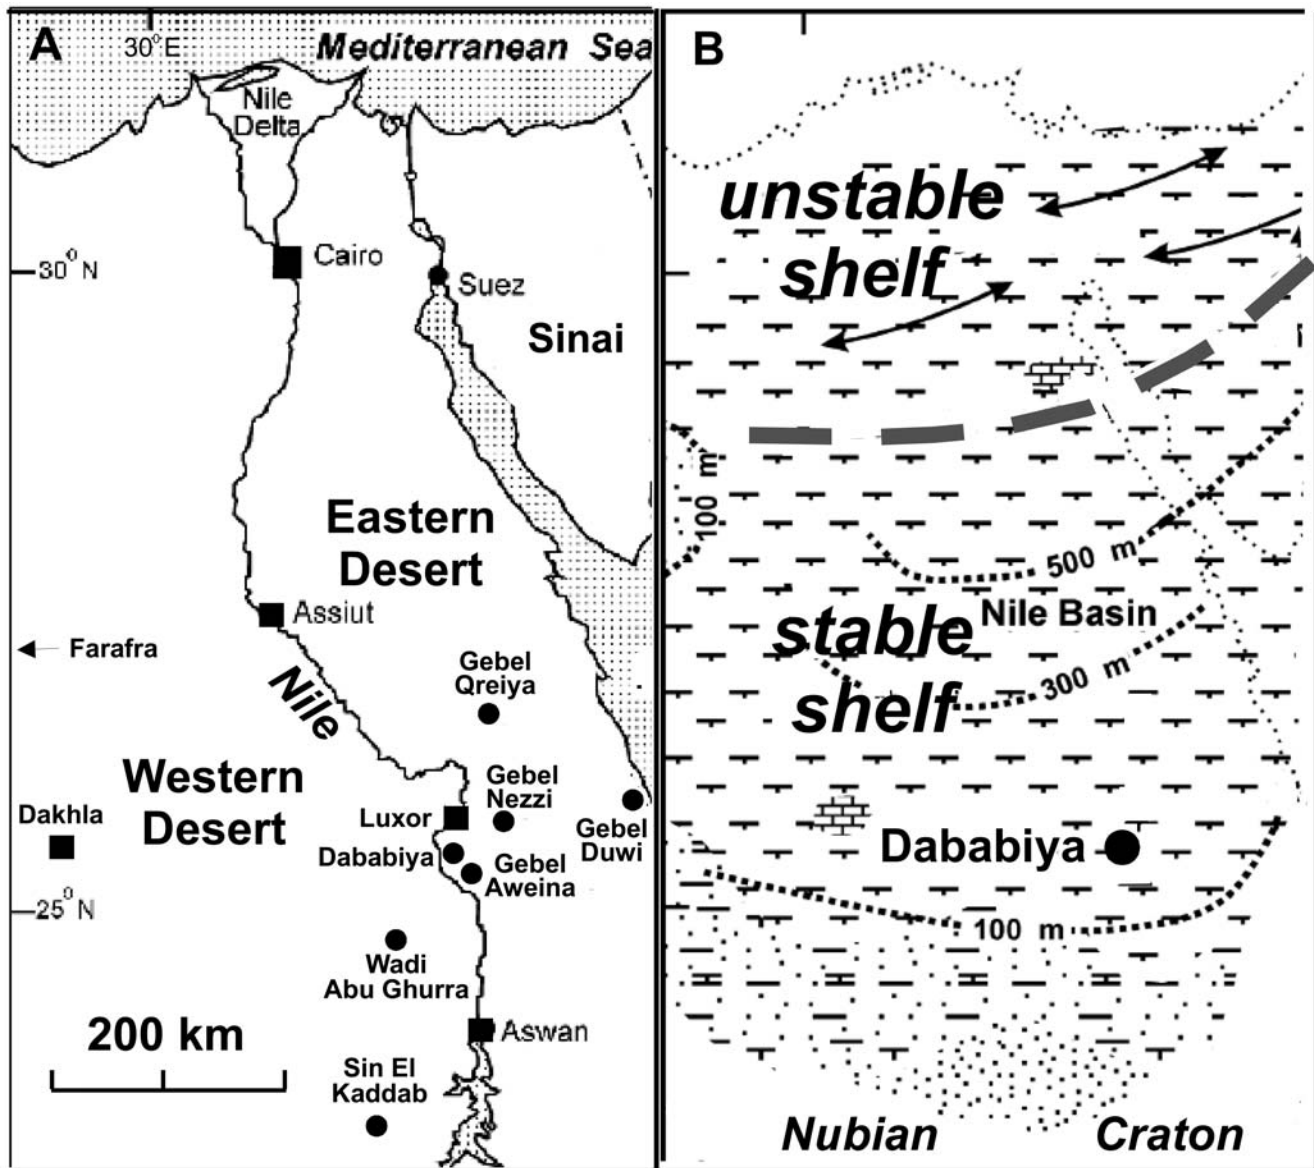 A
30° E
Mediterranean Sea
Nile
Delta
30° N
Cairo
Suez
Sinai
Eastern
Desert
Assiut
Farafra
Nile
Gebel
Qreiya
Western
Desert
Gebel
Nezzi
Dakhla
Luxor
Gebel
Duwi
Dababiya
Gebel
Aweina
25° N
Wadi
Abu Ghurra
200 km
Aswan
Sin El
Kaddab
B
unstable
shelf
100 m
500 m
Nile Basin
stable
shelf
300 m
Dababiya
100 m
Nubian Craton